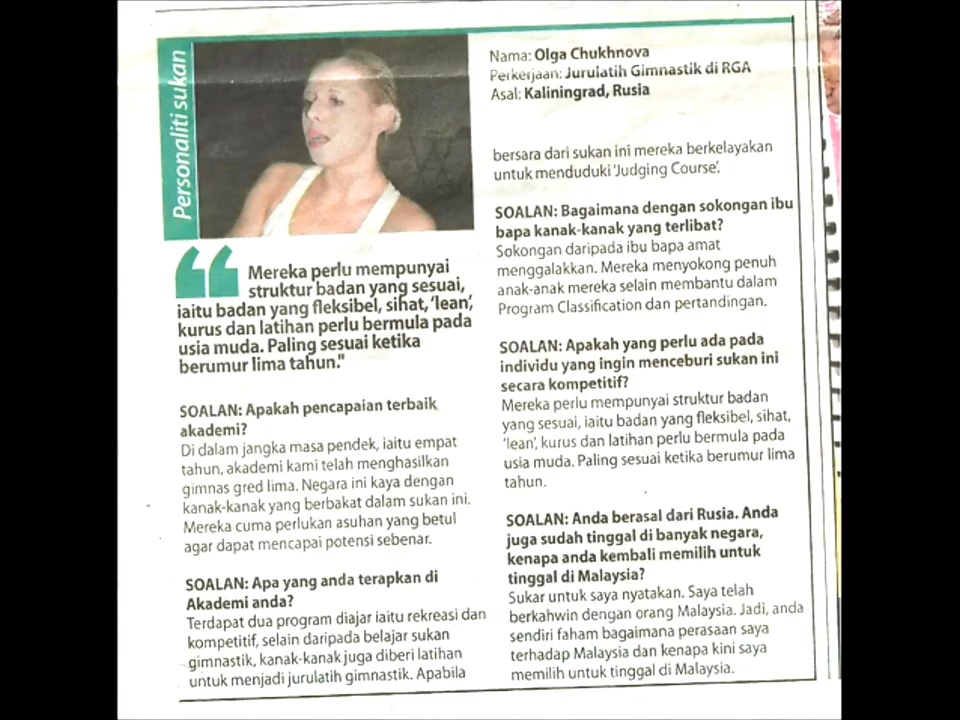 Personaliti sukan
Nama: Olga Chukhnova
Perkerjaan: Jurulatih Gimnastik di RGA
Asal: Kaliningrad, Rusia
“Mereka perlu mempunyai
struktur badan yang sesuai,
iaitu badan yang fleksibel, sihat, ‘lean’,
kurus dan latihan perlu bermula pada
usia muda. Paling sesuai ketika
berumur lima tahun."
SOALAN: Apakah pencapaian terbaik
akademi?
Di dalam jangka masa pendek, iaitu empat
tahun, akademi kami telah menghasilkan
gimnas gred lima. Negara ini kaya dengan
kanak-kanak yang berbakat dalam sukan ini.
Mereka cuma perlukan asuhan yang betul
agar dapat mencapai potensi sebenar.
SOALAN: Apa yang anda terapkan di
Akademi anda?
Terdapat dua program diajar iaitu rekreasi dan
kompetitif, selain daripada belajar sukan
gimnastik, kanak-kanak juga diberi latihan
untuk menjadi jurulatih gimnastik. Apabila
bersara dari sukan ini mereka berkelayakan
untuk menduduki ‘Judging Course’.
SOALAN: Bagaimana dengan sokongan ibu
bapa kanak-kanak yang terlibat?
Sokongan daripada ibu bapa amat
menggalakkan. Mereka menyokong penuh
anak-anak mereka selain membantu dalam
Program Classification dan pertandingan.
SOALAN: Apakah yang perlu ada pada
individu yang ingin menceburi sukan ini
secara kompetitif?
Mereka perlu mempunyai struktur badan
yang sesuai, iaitu badan yang fleksibel, sihat,
‘lean’, kurus dan latihan perlu bermula pada
usia muda. Paling sesuai ketika berumur lima
tahun.
SOALAN: Anda berasal dari Rusia. Anda
juga sudah tinggal di banyak negara,
kenapa anda kembali memilih untuk
tinggal di Malaysia?
Sukar untuk saya nyatakan. Saya telah
berkahwin dengan orang Malaysia. Jadi, anda
sendiri faham bagaimana perasaan saya
terhadap Malaysia dan kenapa kini saya
memilih untuk tinggal di Malaysia.